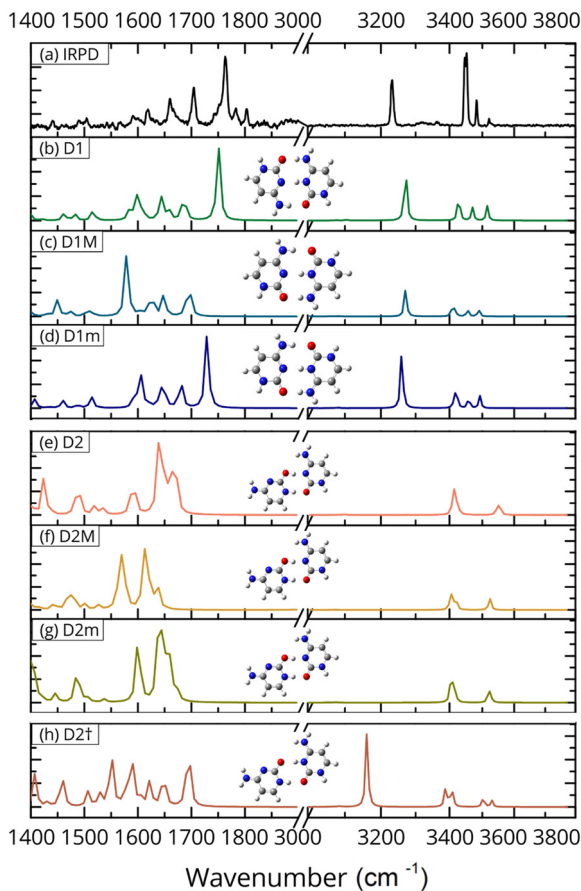 1400 1500 1600 1700 1800 3000 3200 3400 3600 3800
(a) IRPD
(b) D1
(c) D1M
(d) D1m
(e) D2
(f) D2M
(g) D2m
(h) D2†
1400 1500 1600 1700 1800 3000 3200 3400 3600 3800
Wavenumber (cm⁻¹)